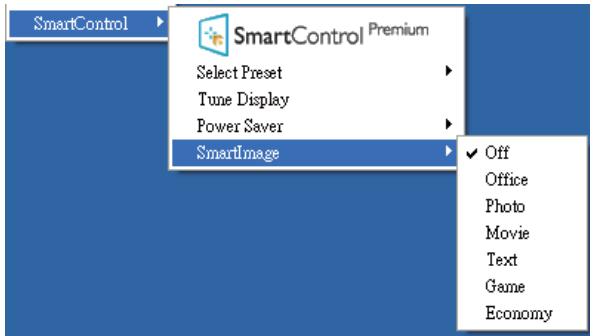 SmartControl
SmartControl Premium
Select Preset
Tune Display
Power Saver
SmartImage
Off
Office
Photo
Movie
Text
Game
Economy